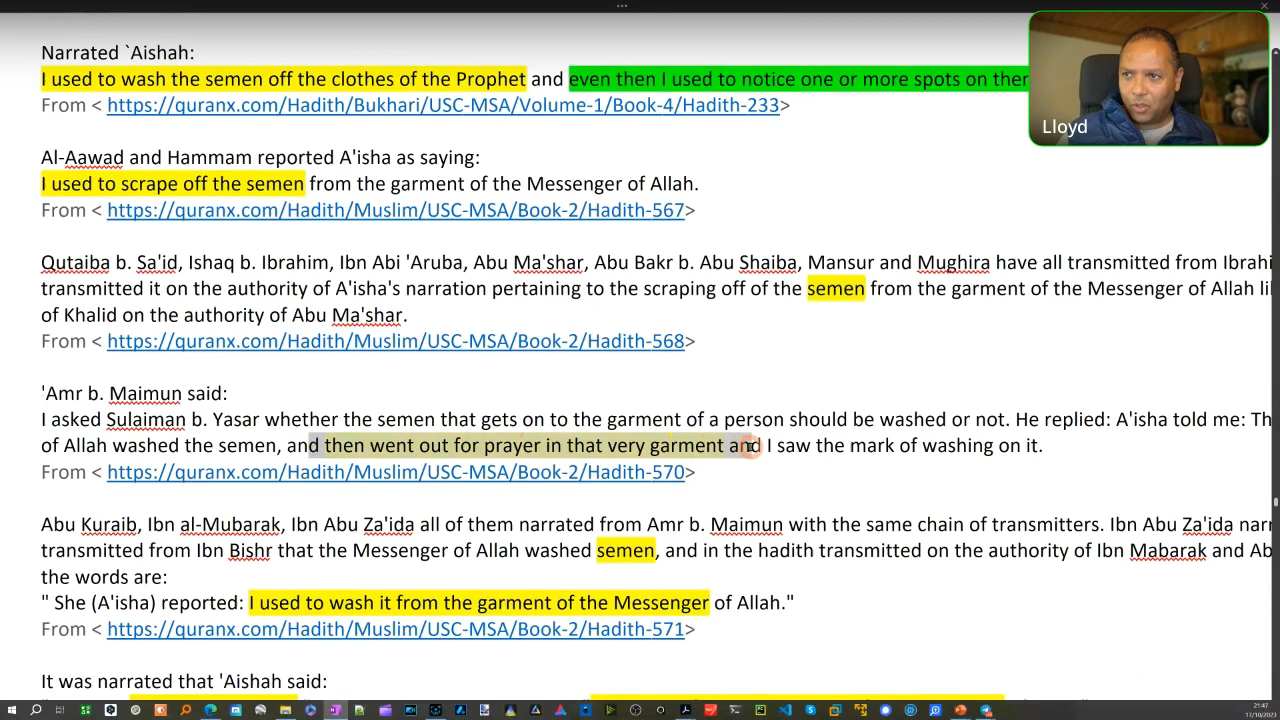 Narrated `Aishah:
I used to wash the semen off the clothes of the Prophet and even then I used to notice one or more spots on
From < https://quranx.com/Hadith/Bukhari/USC-MSA/Volume-1/Book-4/Hadith-233>
Lloyd
Al-Aawad and Hammam reported A'isha as saying:
I used to scrape off the semen from the garment of the Messenger of Allah.
From < https://quranx.com/Hadith/Muslim/USC-MSA/Book-2/Hadith-567>
Qutaiba b. Sa'id, Ishaq b. Ibrahim, Ibn Abi 'Aruba, Abu Ma'shar, Abu Bakr b. Abu Shaiba, Mansur and Mughira have all transmitted from Ibrahi
transmitted it on the authority of A'isha's narration pertaining to the scraping off of the semen from the garment of the Messenger of Allah li
of Khalid on the authority of Abu Ma'shar.
From < https://quranx.com/Hadith/Muslim/USC-MSA/Book-2/Hadith-568>
'Amr b. Maimun said:
I asked Sulaiman b. Yasar whether the semen that gets on to the garment of a person should be washed or not. He replied: A'isha told me: Th
of Allah washed the semen, and then went out for prayer in that very garment and I saw the mark of washing on it.
From < https://quranx.com/Hadith/Muslim/USC-MSA/Book-2/Hadith-570>
Abu Kuraib, Ibn al-Mubarak, Ibn Abu Za'ida all of them narrated from Amr b. Maimun with the same chain of transmitters. Ibn Abu Za'ida nar
transmitted from Ibn Bishr that the Messenger of Allah washed semen, and in the hadith transmitted on the authority of Ibn Mabarak and Ab
the words are:
" She (A'isha) reported: I used to wash it from the garment of the Messenger of Allah."
From < https://quranx.com/Hadith/Muslim/USC-MSA/Book-2/Hadith-571>
It was narrated that 'Aishah said:
21:47
17/10/2023